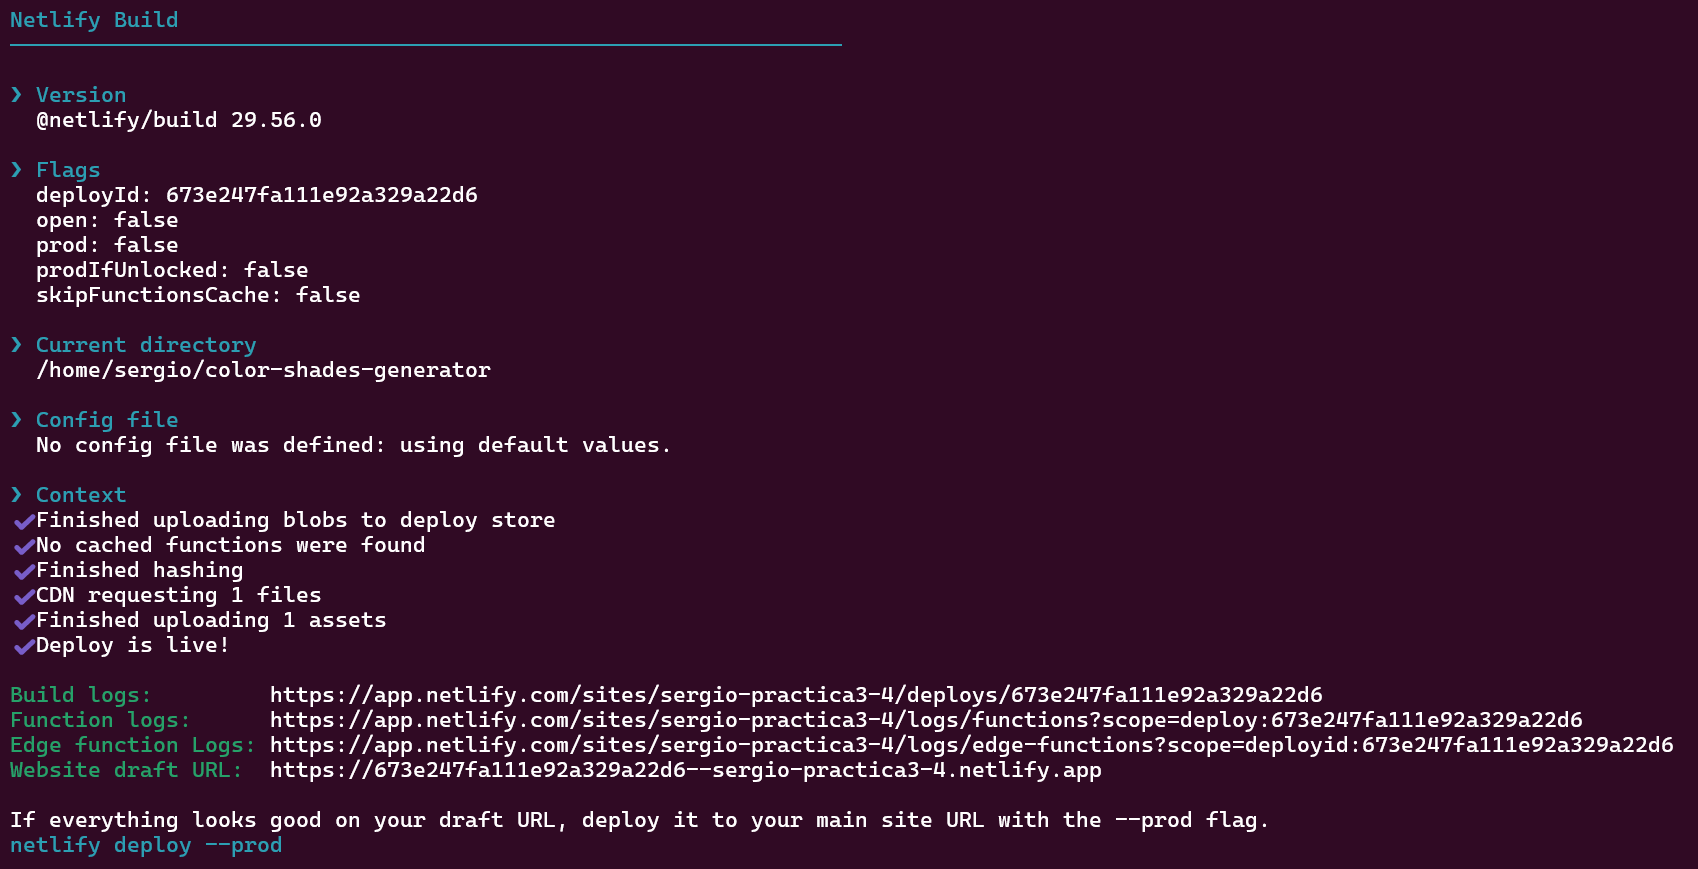 Netlify Build
❯ Version
@netlify/build 29.56.0
❯ Flags
deployId: 673e247fa111e92a329a22d6
open: false
prod: false
prodIfUnlocked: false
skipFunctionsCache: false
❯ Current directory
/home/sergio/color-shades-generator
❯ Config file
No config file was defined: using default values.
❯ Context
✔Finished uploading blobs to deploy store
✔No cached functions were found
✔Finished hashing
✔CDN requesting 1 files
✔Finished uploading 1 assets
✔Deploy is live!
Build logs: https://app.netlify.com/sites/sergio-practica3-4/deploys/673e247fa111e92a329a22d6
Function logs: https://app.netlify.com/sites/sergio-practica3-4/logs/functions?scope=deploy:673e247fa111e92a329a22d6
Edge function Logs: https://app.netlify.com/sites/sergio-practica3-4/logs/edge-functions?scope=deployid:673e247fa111e92a329a22d6
Website draft URL: https://673e247fa111e92a329a22d6--sergio-practica3-4.netlify.app
If everything looks good on your draft URL, deploy it to your main site URL with the --prod flag.
netlify deploy --prod